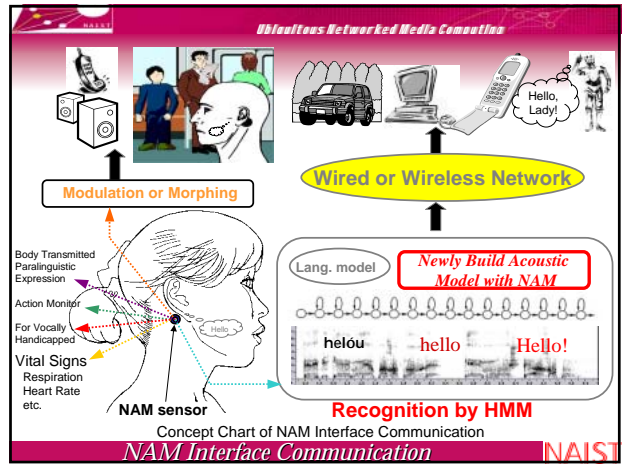 NAIST
Ubiquitous Networked Media Computing
Hello,
Lady!
Modulation or Morphing
Wired or Wireless Network
Body Transmitted
Paralinguistic
Expression
Action Monitor
For Vocally
Handicapped
Vital Signs
Respiration
Heart Rate
etc.
Hello
NAM sensor
Lang. model
Newly Build Acoustic
Model with NAM
helóu hello Hello!
Recognition by HMM
Concept Chart of NAM Interface Communication
NAM Interface Communication
NAIST